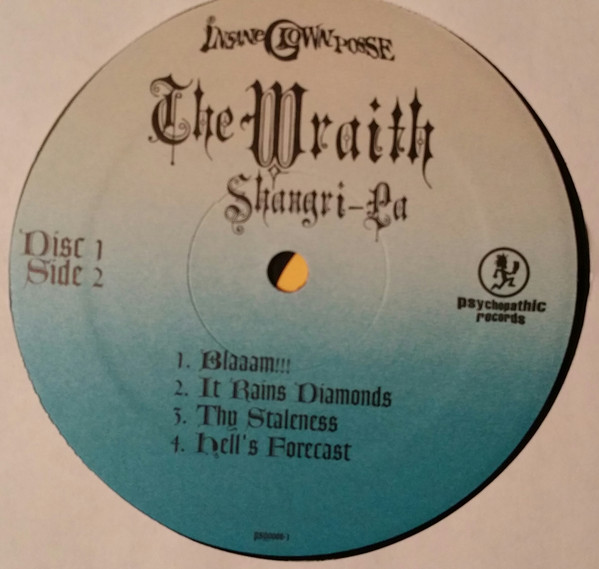 Insane Clown Posse
The Wraith
Shangri-La
Disc 1
Side 2
psychopathic
records
1. Blaaam!!!
2. It Rains Diamonds
3. Thy Staleness
4. Hell's Forecast